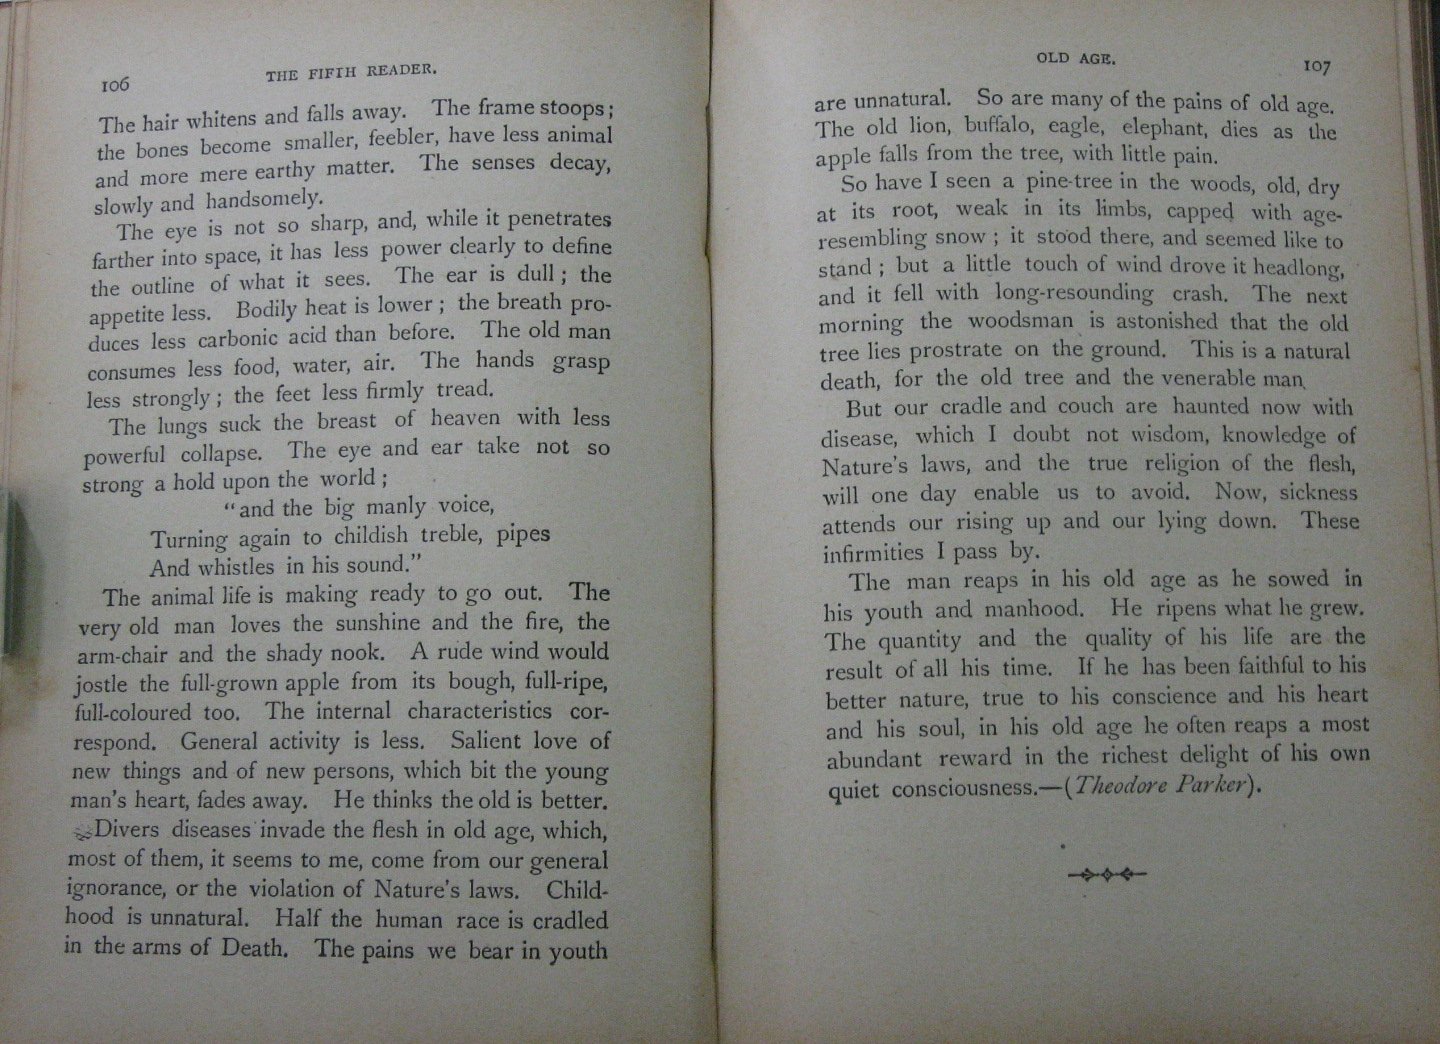 106
THE FIFTH READER.
The hair whitens and falls away. The frame stoops;
the bones become smaller, feebler, have less animal
and more mere earthy matter. The senses decay,
slowly and handsomely.
The eye is not so sharp, and, while it penetrates
farther into space, it has less power clearly to define
the outline of what it sees. The ear is dull; the
appetite less. Bodily heat is lower; the breath pro-
duces less carbonic acid than before. The old man
consumes less food, water, air. The hands grasp
less strongly; the feet less firmly tread.
The lungs suck the breast of heaven with less
powerful collapse. The eye and ear take not so
strong a hold upon the world;
"and the big manly voice,
Turning again to childish treble, pipes
And whistles in his sound."
The animal life is making ready to go out. The
very old man loves the sunshine and the fire, the
arm-chair and the shady nook. A rude wind would
jostle the full-grown apple from its bough, full-ripe,
full-coloured too. The internal characteristics cor-
respond. General activity is less. Salient love of
new things and of new persons, which bit the young
man's heart, fades away. He thinks the old is better.
Divers diseases invade the flesh in old age, which,
most of them, it seems to me, come from our general
ignorance, or the violation of Nature's laws. Child-
hood is unnatural. Half the human race is cradled
in the arms of Death. The pains we bear in youth
OLD AGE.
107
are unnatural. So are many of the pains of old age.
The old lion, buffalo, eagle, elephant, dies as the
apple falls from the tree, with little pain.
So have I seen a pine-tree in the woods, old, dry
at its root, weak in its limbs, capped with age-
resembling snow; it stood there, and seemed like to
stand; but a little touch of wind drove it headlong,
and it fell with long-resounding crash. The next
morning the woodsman is astonished that the old
tree lies prostrate on the ground. This is a natural
death, for the old tree and the venerable man.
But our cradle and couch are haunted now with
disease, which I doubt not wisdom, knowledge of
Nature's laws, and the true religion of the flesh,
will one day enable us to avoid. Now, sickness
attends our rising up and our lying down. These
infirmities I pass by.
The man reaps in his old age as he sowed in
his youth and manhood. He ripens what he grew.
The quantity and the quality of his life are the
result of all his time. If he has been faithful to his
better nature, true to his conscience and his heart
and his soul, in his old age he often reaps a most
abundant reward in the richest delight of his own
quiet consciousness.—(Theodore Parker).